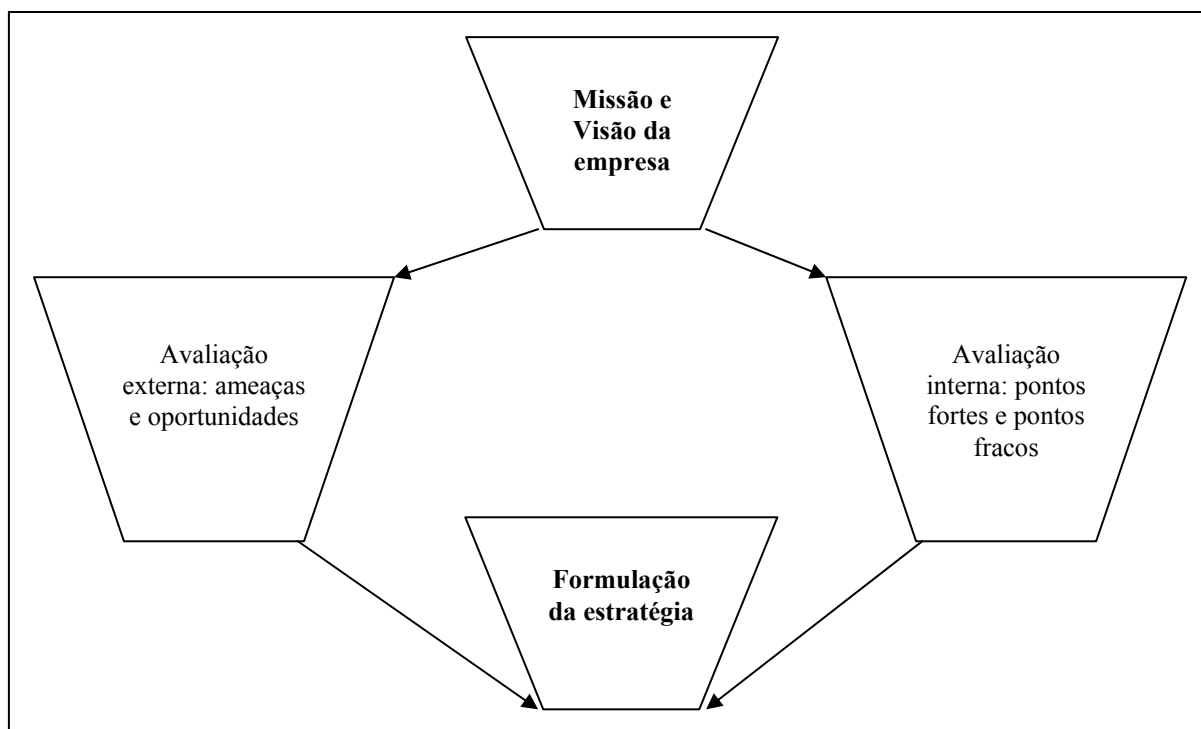 Missão e
Visão da
empresa
Avaliação
externa: ameaças
e oportunidades
Avaliação
interna: pontos
fortes e pontos
fracos
Formulação
da estratégia